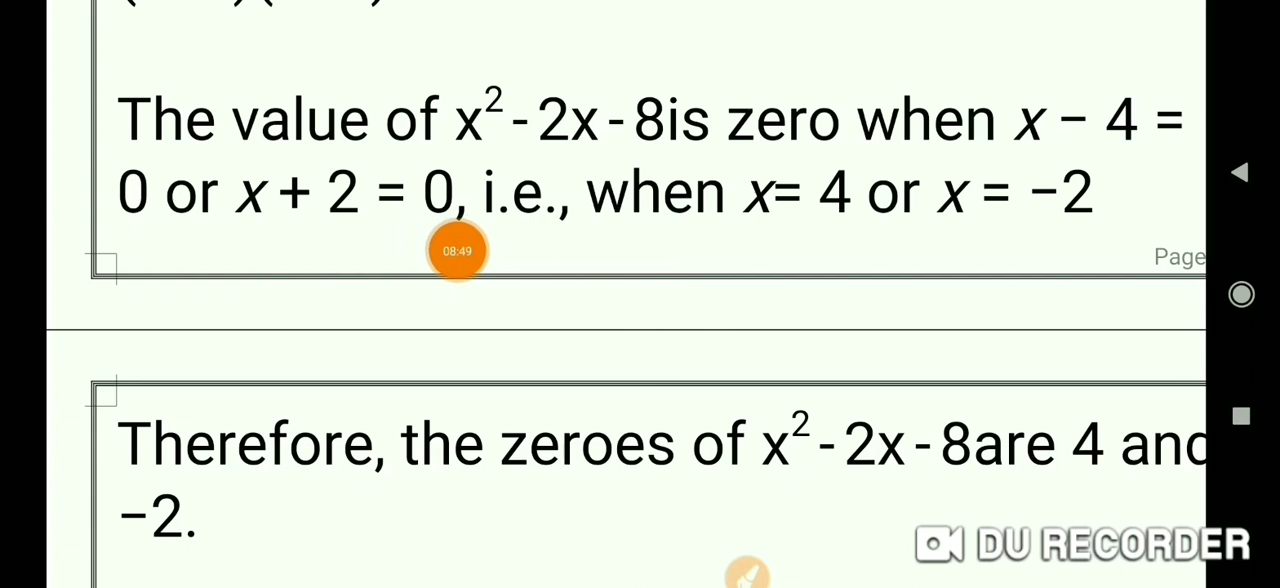 The value of x² - 2x - 8is zero when x − 4 =
0 or x + 2 = 0, i.e., when x= 4 or x = −2
08:49
Page
Therefore, the zeroes of x² - 2x - 8are 4 and
−2.
DU RECORDER